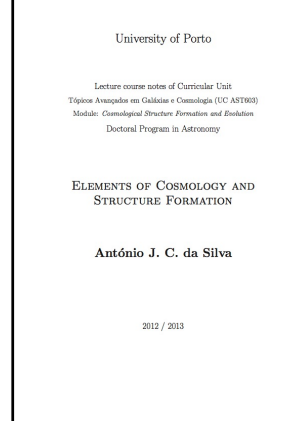 University of Porto
Lecture course notes of Curricular Unit
Tópicos Avançados em Galáxias e Cosmologia (UC AST603)
Module: Cosmological Structure Formation and Evolution
Doctoral Program in Astronomy
Elements of Cosmology and
Structure Formation
António J. C. da Silva
2012 / 2013